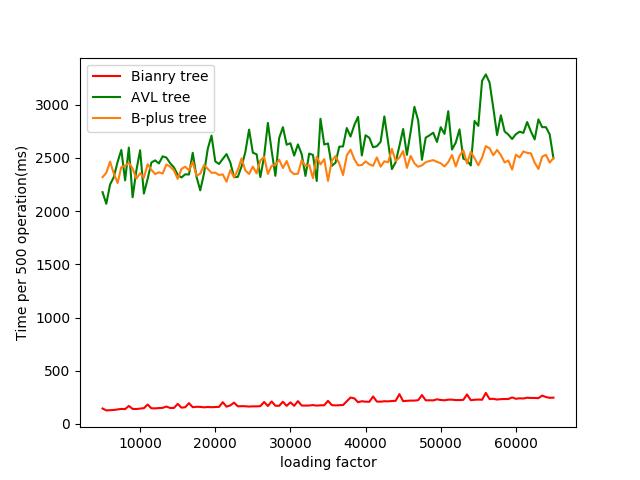 Bianry tree
AVL tree
B-plus tree
Time per 500 operation(ms)
3000
2500
2000
1500
1000
500
0
10000 20000 30000 40000 50000 60000
loading factor